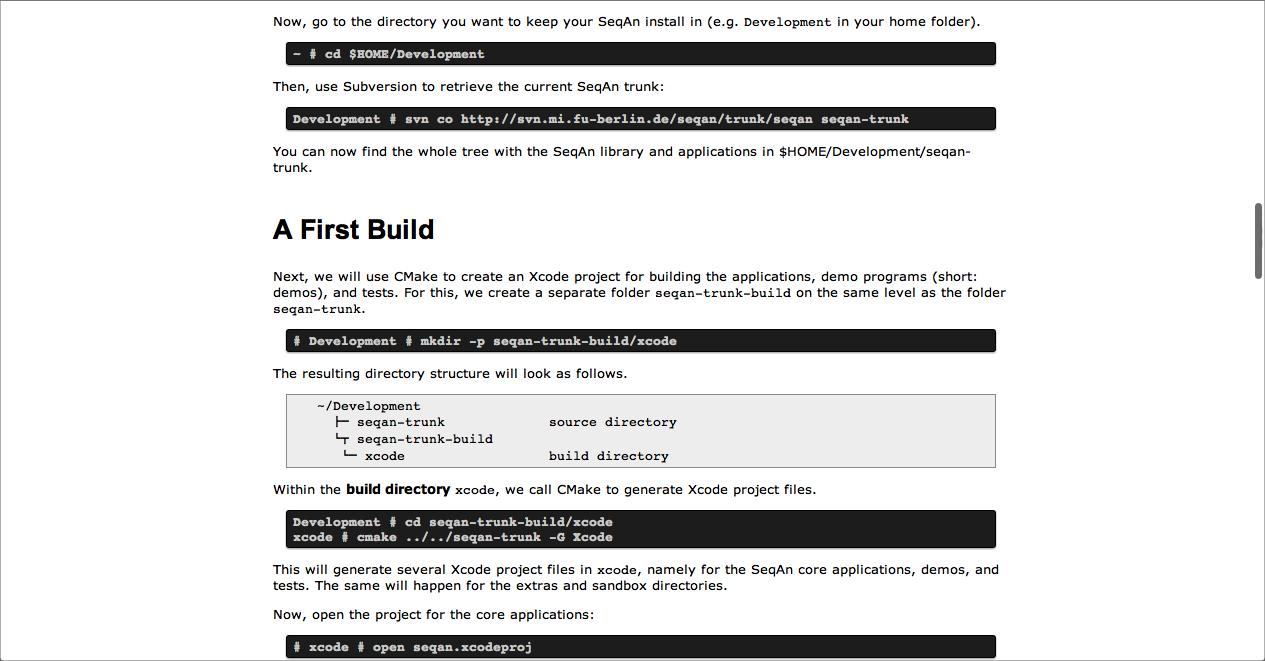 Now, go to the directory you want to keep your SeqAn install in (e.g. Development in your home folder).
~ # cd $HOME/Development
Then, use Subversion to retrieve the current SeqAn trunk:
Development # svn co http://svn.mi.fu-berlin.de/seqan/trunk/seqan seqan-trunk
You can now find the whole tree with the SeqAn library and applications in $HOME/Development/seqan-
trunk.
A First Build
Next, we will use CMake to create an Xcode project for building the applications, demo programs (short:
demos), and tests. For this, we create a separate folder seqan-trunk-build on the same level as the folder
seqan-trunk.
# Development # mkdir -p seqan-trunk-build/xcode
The resulting directory structure will look as follows.
~/Development
├─ seqan-trunk             source directory
└┬ seqan-trunk-build
 └─ xcode                  build directory
Within the build directory xcode, we call CMake to generate Xcode project files.
Development # cd seqan-trunk-build/xcode
xcode # cmake ../../seqan-trunk -G Xcode
This will generate several Xcode project files in xcode, namely for the SeqAn core applications, demos, and
tests. The same will happen for the extras and sandbox directories.
Now, open the project for the core applications:
# xcode # open seqan.xcodeproj